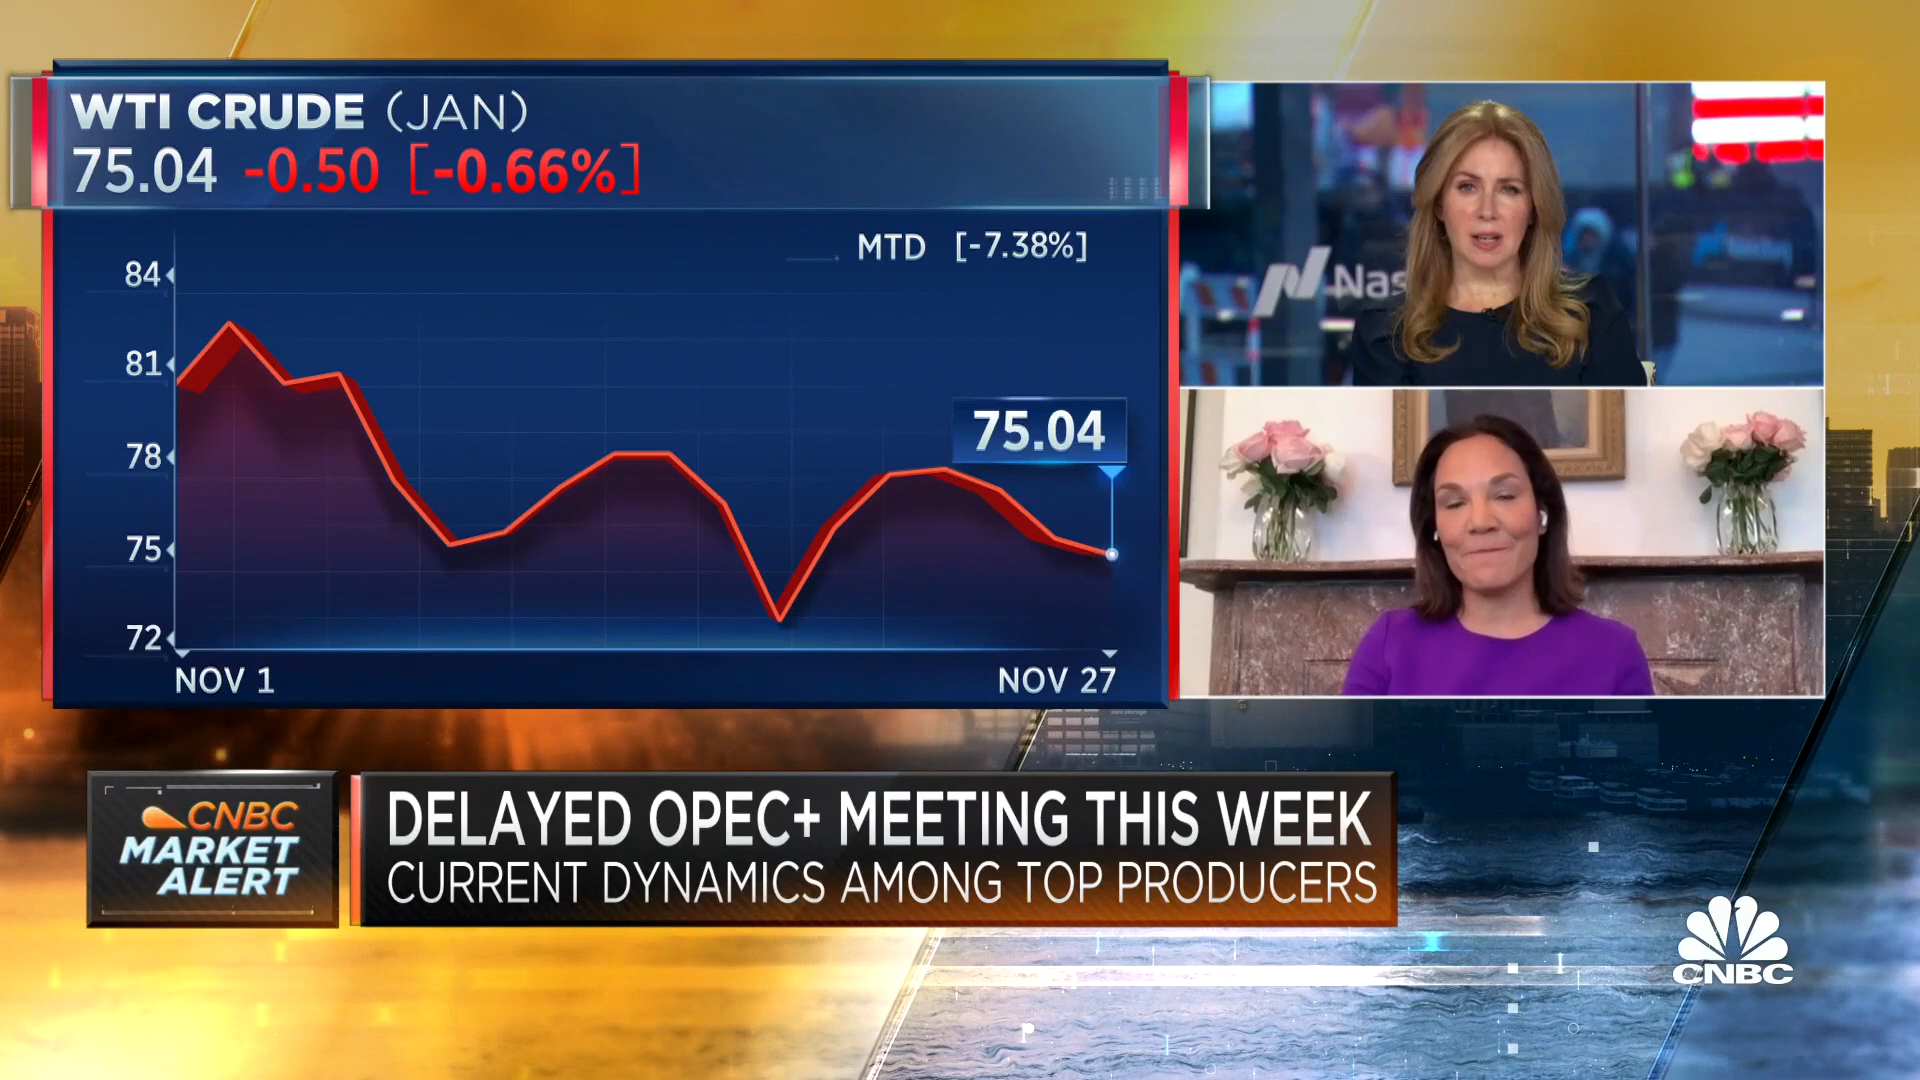 WTI CRUDE (JAN)
75.04 -0.50 [-0.66%]
MTD [-7.38%]
84
81
78
75
72
75.04
NOV 1
NOV 27
Nas
CNBC
MARKET
ALERT
DELAYED OPEC+ MEETING THIS WEEK
CURRENT DYNAMICS AMONG TOP PRODUCERS
CNBC